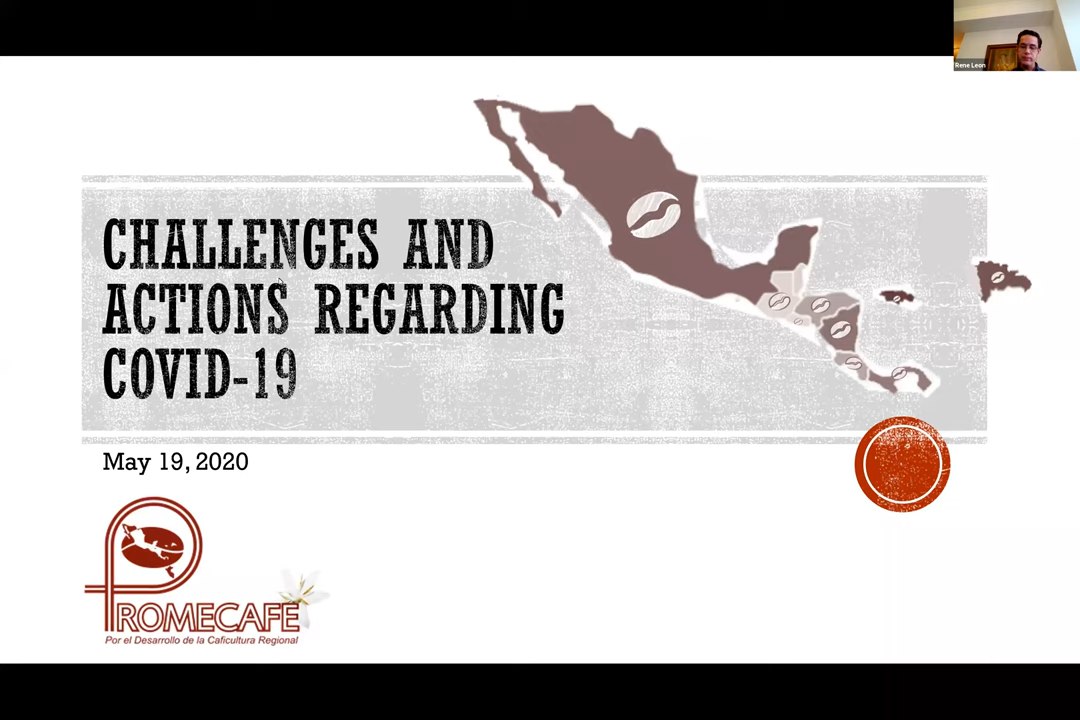 Rene Leon
CHALLENGES AND
ACTIONS REGARDING
COVID-19
May 19, 2020
PROMECAFE
Por el Desarrollo de la Caficultura Regional